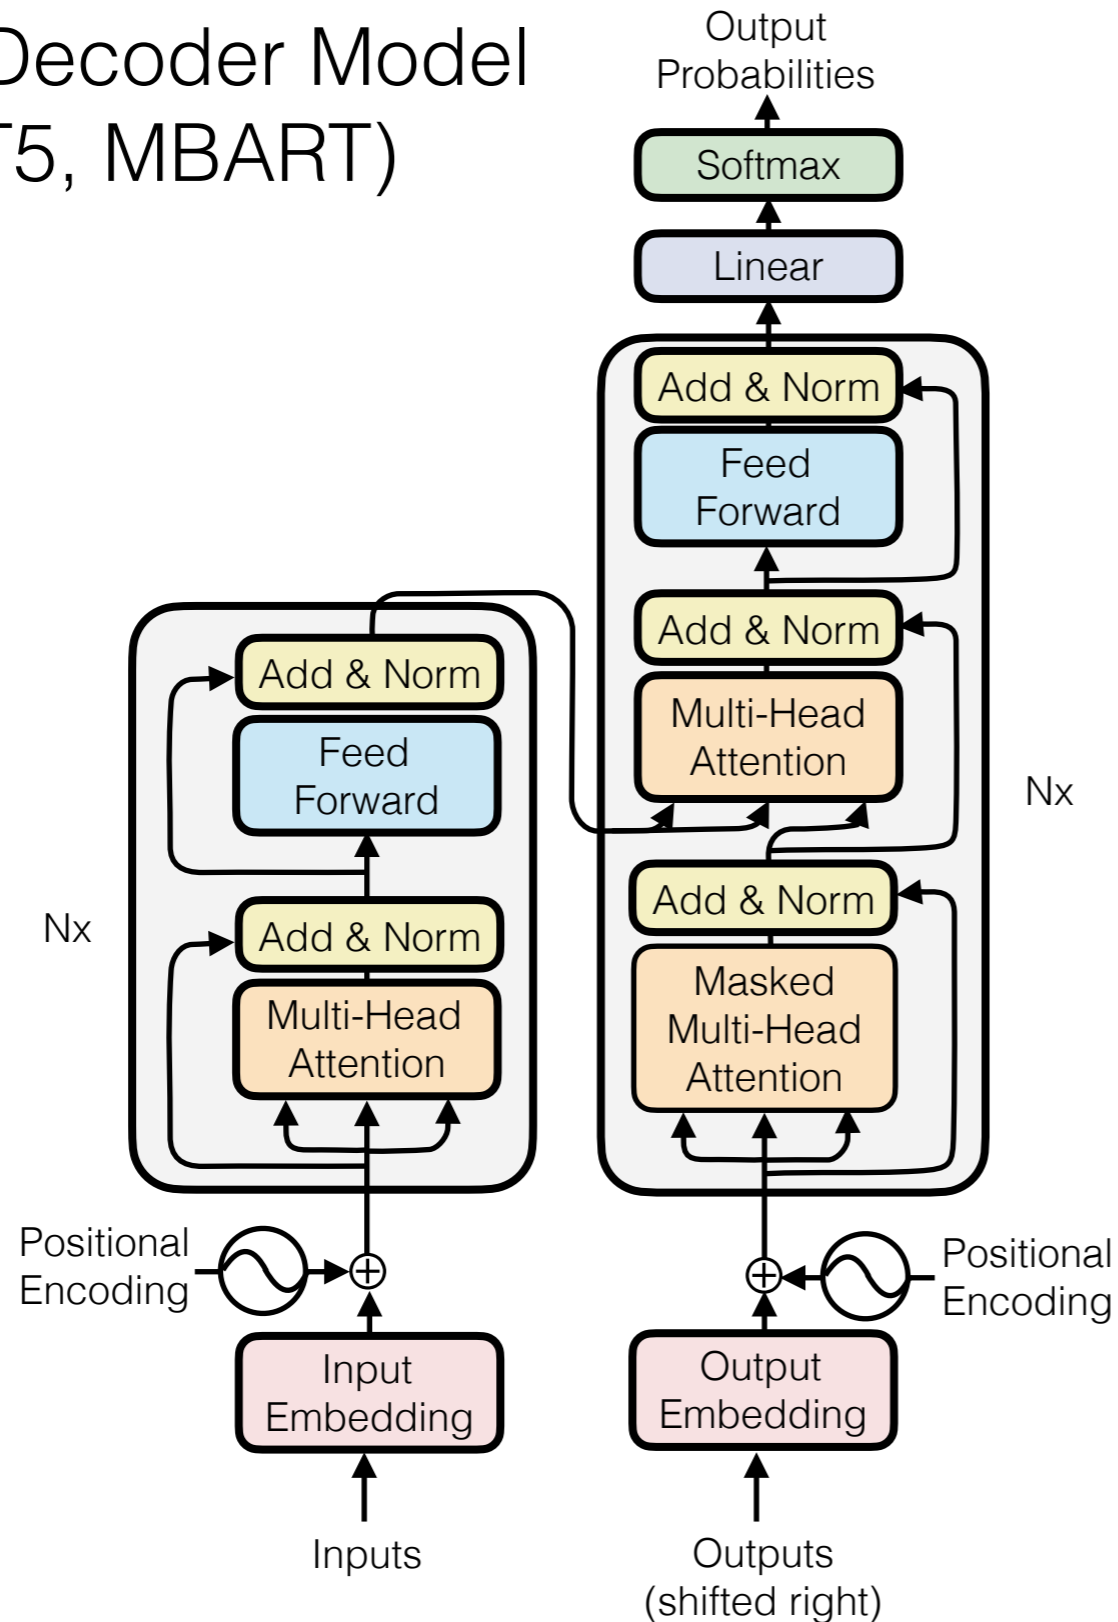 Decoder Model
T5, MBART)
Output
Probabilities
Softmax
Linear
Add & Norm
Feed
Forward
Add & Norm
Multi-Head
Attention
Nx
Add & Norm
Masked
Multi-Head
Attention
Add & Norm
Feed
Forward
Nx
Add & Norm
Multi-Head
Attention
Positional
Encoding
Positional
Encoding
Input
Embedding
Output
Embedding
Inputs
Outputs
(shifted right)